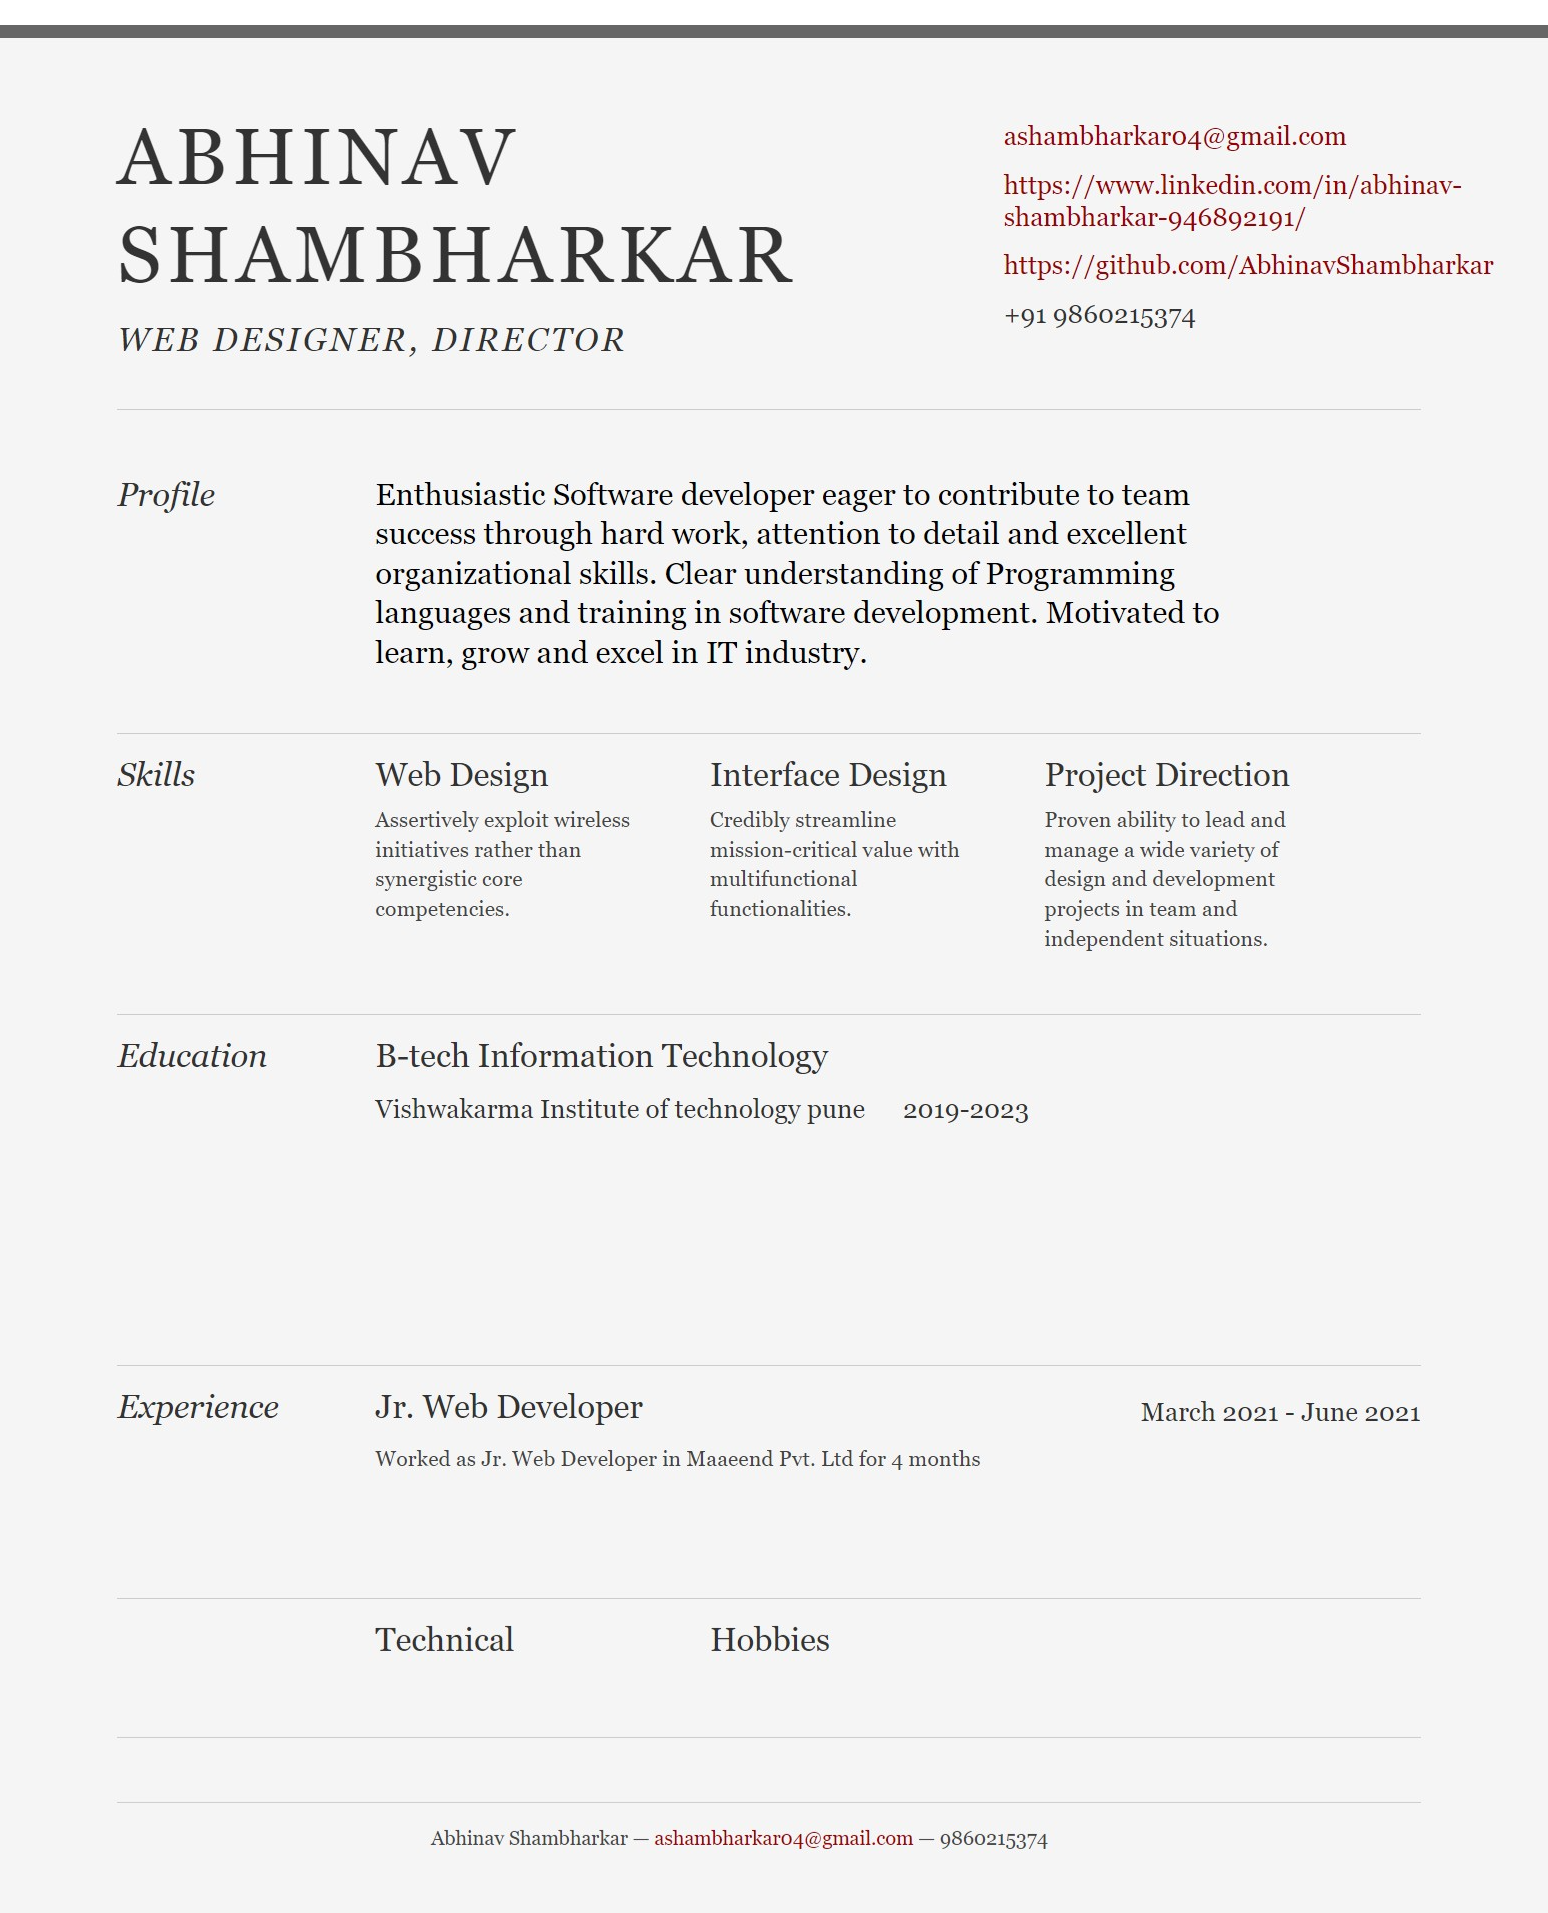 ABHINAV
SHAMBHARKAR
WEB DESIGNER, DIRECTOR
ashambharkar04@gmail.com
https://www.linkedin.com/in/abhinav-
shambharkar-946892191/
https://github.com/AbhinavShambharkar
+91 9860215374
Profile
Enthusiastic Software developer eager to contribute to team
success through hard work, attention to detail and excellent
organizational skills. Clear understanding of Programming
languages and training in software development. Motivated to
learn, grow and excel in IT industry.
Skills
Web Design
Assertively exploit wireless
initiatives rather than
synergistic core
competencies.
Interface Design
Credibly streamline
mission-critical value with
multifunctional
functionalities.
Project Direction
Proven ability to lead and
manage a wide variety of
design and development
projects in team and
independent situations.
Education
B-tech Information Technology
Vishwakarma Institute of technology pune 2019-2023
Experience
Jr. Web Developer
March 2021 - June 2021
Worked as Jr. Web Developer in Maaeend Pvt. Ltd for 4 months
Technical
Hobbies
Abhinav Shambharkar — ashambharkar04@gmail.com — 9860215374